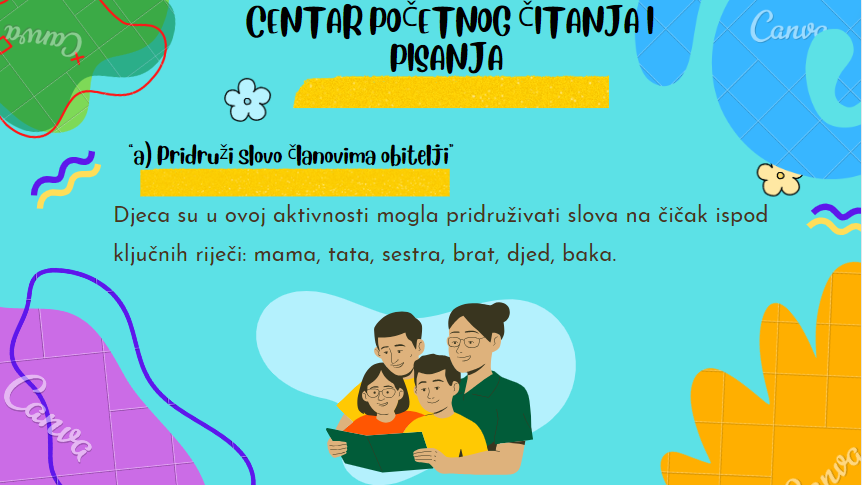 CENTAR POČETNOG ČITANJA I
PISANJA
"a) Pridruži slovo članovima obitelji"
Djeca su u ovoj aktivnosti mogla pridruživati slova na čičak ispod
ključnih riječi: mama, tata, sestra, brat, djed, baka.
Canva
Canva
Canva
Canva